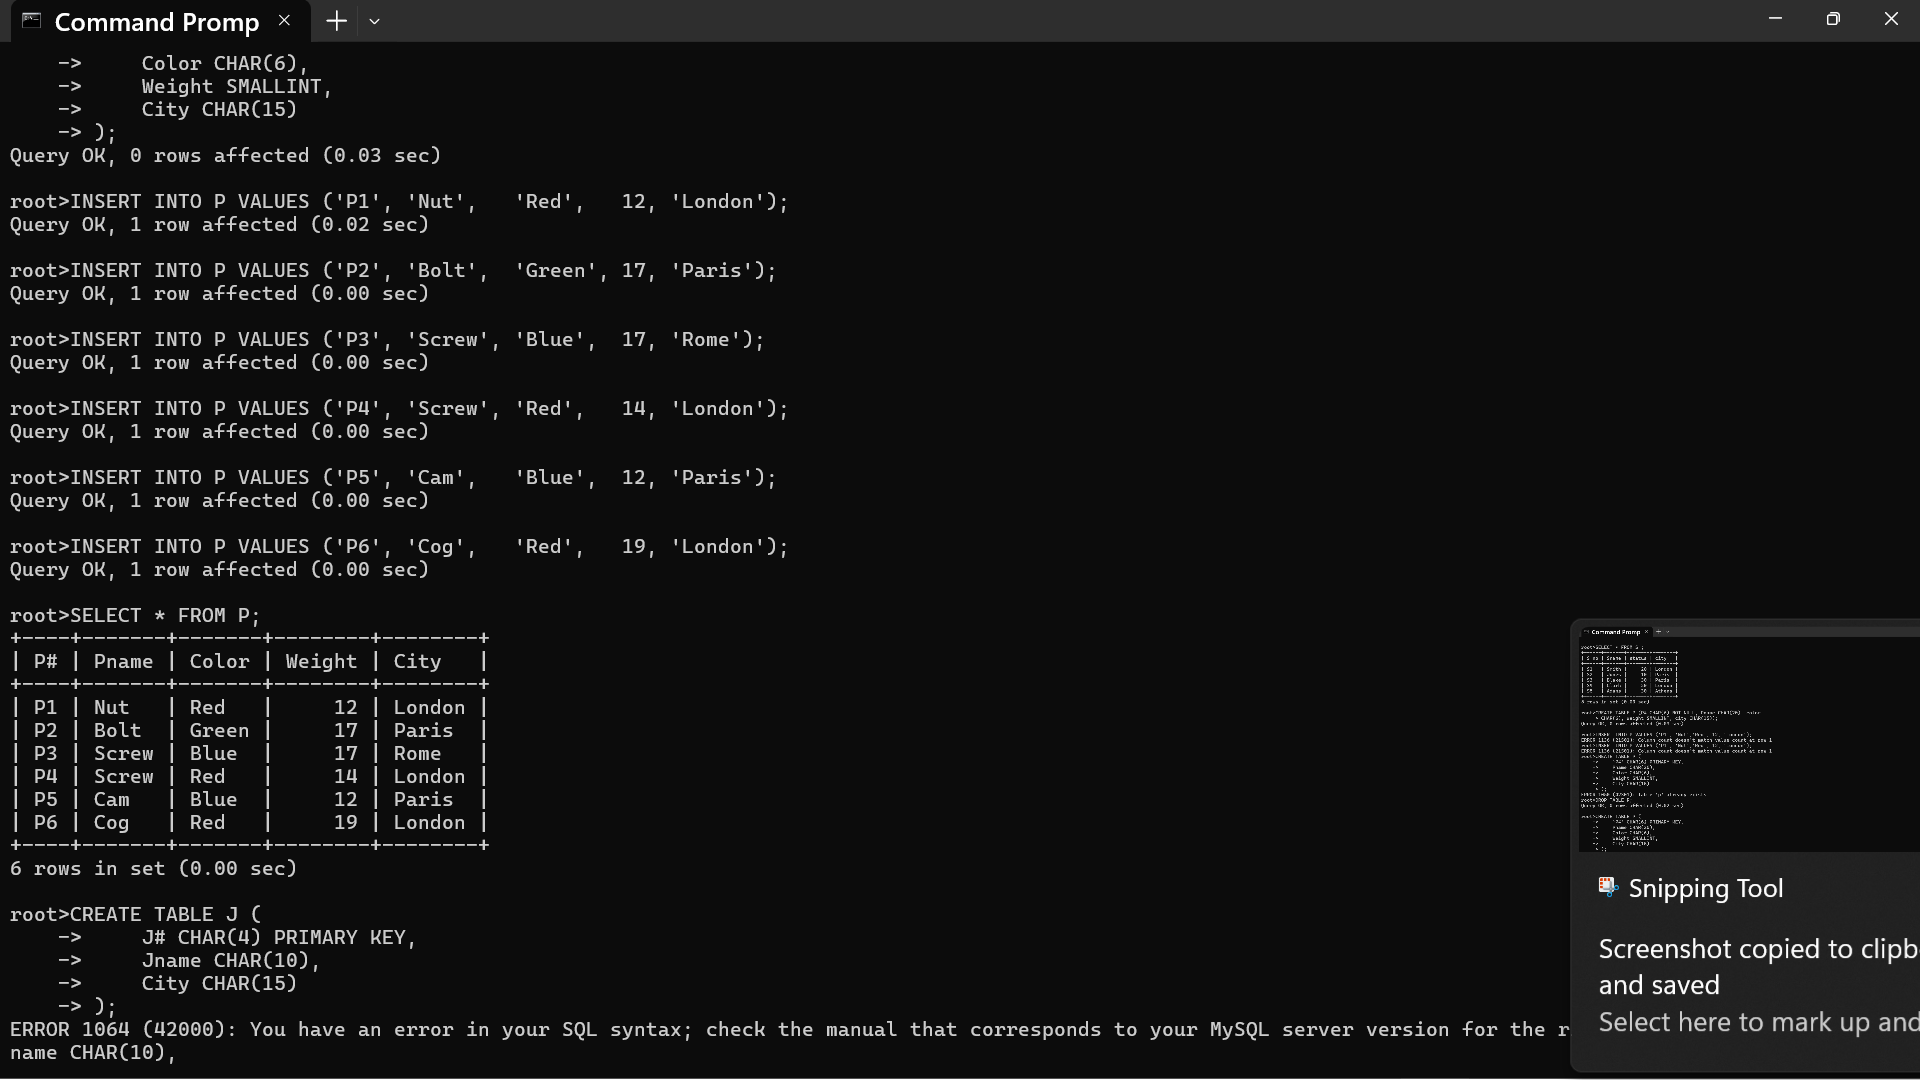 Command Promp
-> Color CHAR(6),
-> Weight SMALLINT,
-> City CHAR(15)
-> );
Query OK, 0 rows affected (0.03 sec)
root>INSERT INTO P VALUES ('P1', 'Nut', 'Red', 12, 'London');
Query OK, 1 row affected (0.02 sec)
root>INSERT INTO P VALUES ('P2', 'Bolt', 'Green', 17, 'Paris');
Query OK, 1 row affected (0.00 sec)
root>INSERT INTO P VALUES ('P3', 'Screw', 'Blue', 17, 'Rome');
Query OK, 1 row affected (0.00 sec)
root>INSERT INTO P VALUES ('P4', 'Screw', 'Red', 14, 'London');
Query OK, 1 row affected (0.00 sec)
root>INSERT INTO P VALUES ('P5', 'Cam', 'Blue', 12, 'Paris');
Query OK, 1 row affected (0.00 sec)
root>INSERT INTO P VALUES ('P6', 'Cog', 'Red', 19, 'London');
Query OK, 1 row affected (0.00 sec)
root>SELECT * FROM P;
+----+-------+-------+--------+--------+
| P# | Pname | Color | Weight | City |
+----+-------+-------+--------+--------+
| P1 | Nut | Red | 12 | London |
| P2 | Bolt | Green | 17 | Paris |
| P3 | Screw | Blue | 17 | Rome |
| P4 | Screw | Red | 14 | London |
| P5 | Cam | Blue | 12 | Paris |
| P6 | Cog | Red | 19 | London |
+----+-------+-------+--------+--------+
6 rows in set (0.00 sec)
root>CREATE TABLE J (
-> J# CHAR(4) PRIMARY KEY,
-> Jname CHAR(10),
-> City CHAR(15)
-> );
ERROR 1064 (42000): You have an error in your SQL syntax; check the manual that corresponds to your MySQL server version for the r
name CHAR(10),
Command Promp
Snipping Tool
Screenshot copied to clipb
and saved
Select here to mark up and